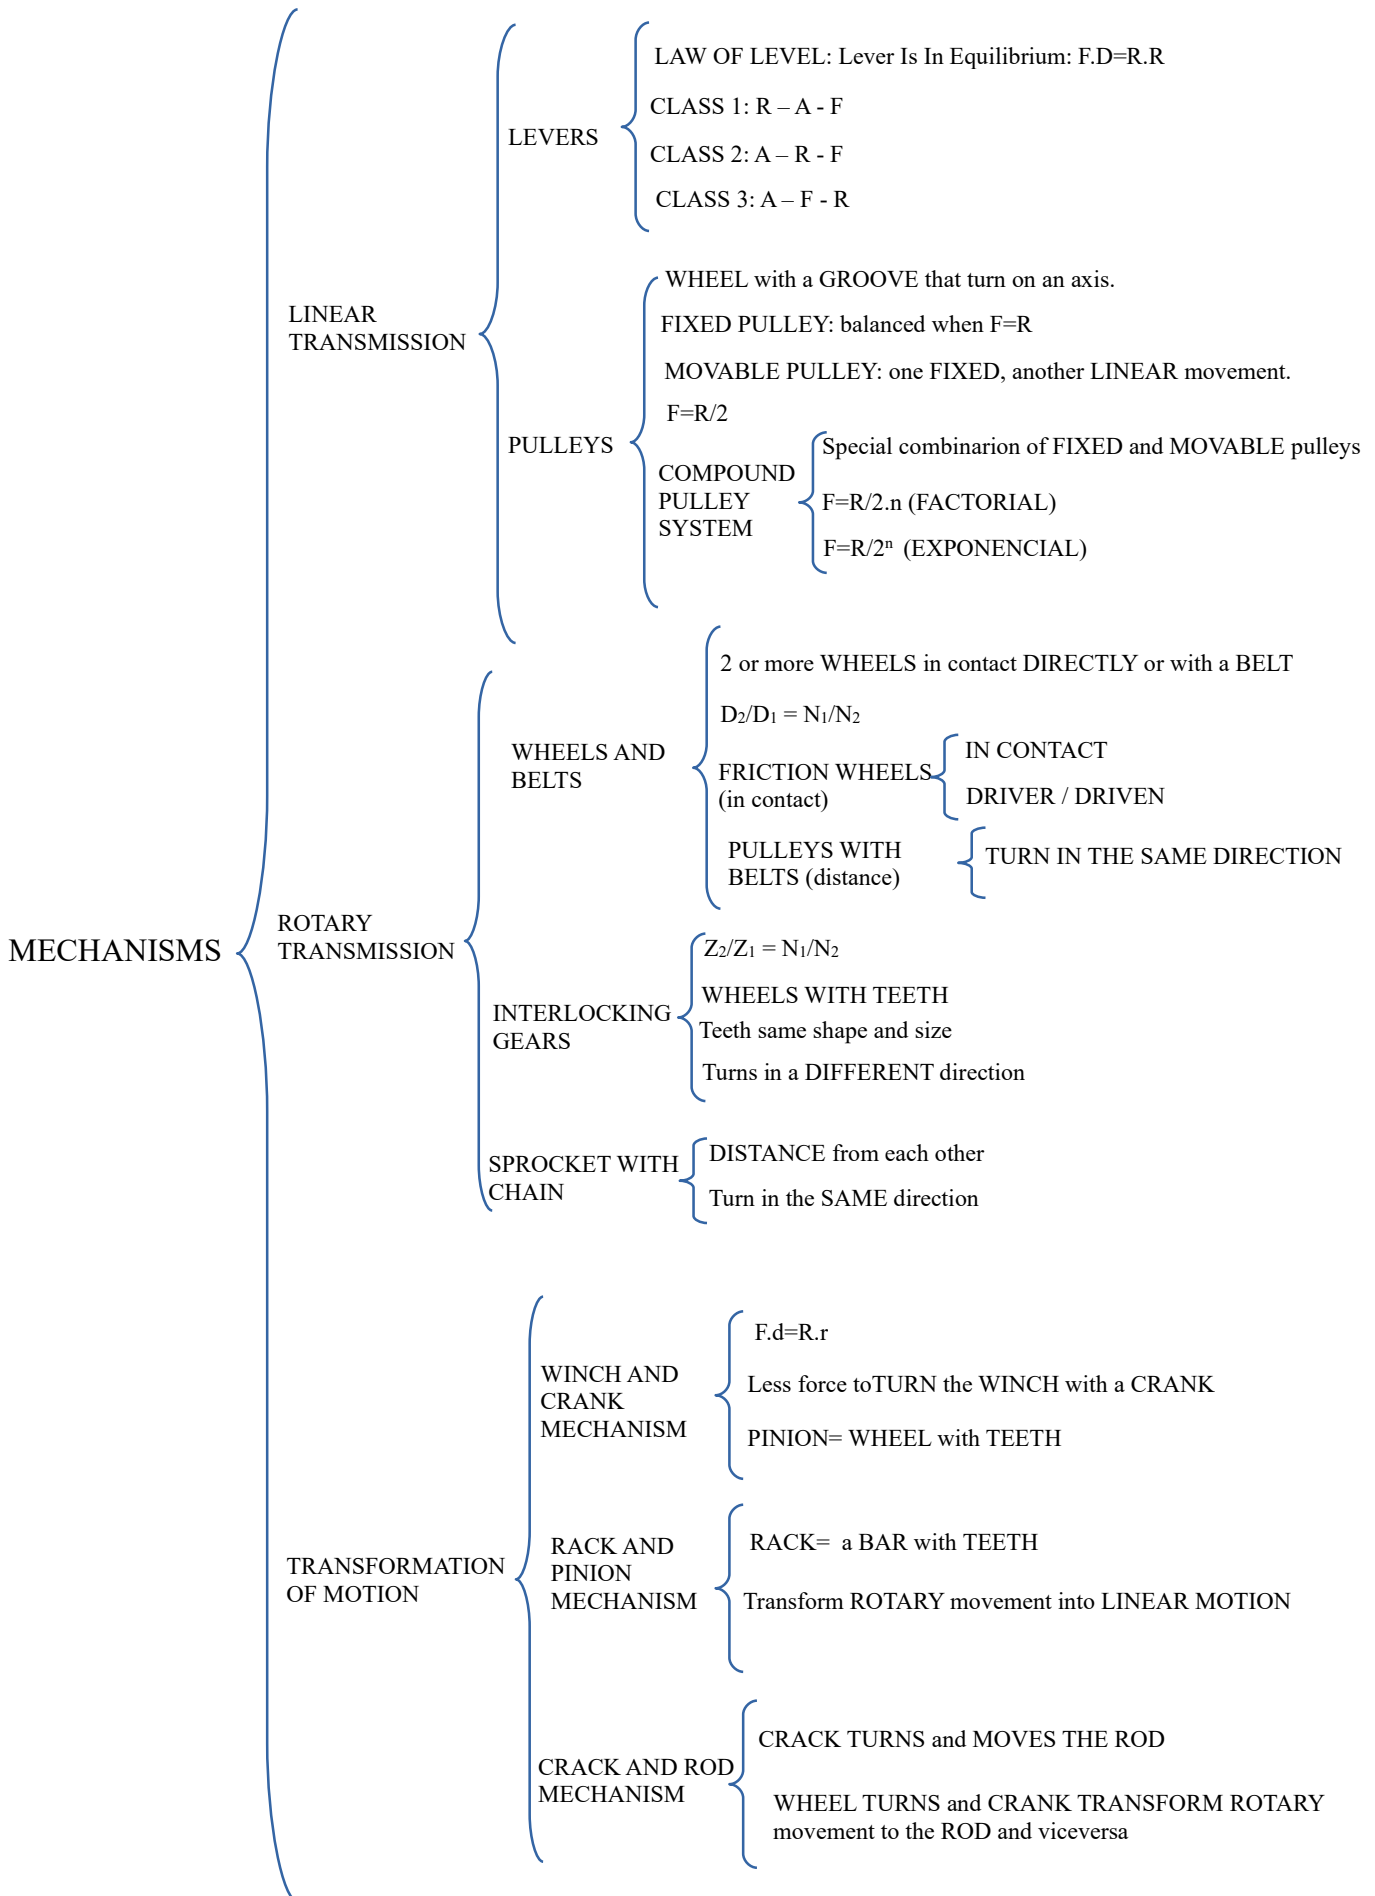 MECHANISMS
LINEAR
TRANSMISSION
LEVERS
LAW OF LEVEL: Lever Is In Equilibrium: F.D=R.R
CLASS 1: R – A - F
CLASS 2: A – R - F
CLASS 3: A – F - R
PULLEYS
WHEEL with a GROOVE that turn on an axis.
FIXED PULLEY: balanced when F=R
MOVABLE PULLEY: one FIXED, another LINEAR movement.
F=R/2
COMPOUND
PULLEY
SYSTEM
Special combinarion of FIXED and MOVABLE pulleys
F=R/2.n (FACTORIAL)
F=R/2ⁿ (EXPONENCIAL)
ROTARY
TRANSMISSION
WHEELS AND
BELTS
2 or more WHEELS in contact DIRECTLY or with a BELT
D₂/D₁ = N₁/N₂
FRICTION WHEELS
(in contact)
IN CONTACT
DRIVER / DRIVEN
PULLEYS WITH
BELTS (distance)
TURN IN THE SAME DIRECTION
INTERLOCKING
GEARS
Z₂/Z₁ = N₁/N₂
WHEELS WITH TEETH
Teeth same shape and size
Turns in a DIFFERENT direction
SPROCKET WITH
CHAIN
DISTANCE from each other
Turn in the SAME direction
TRANSFORMATION
OF MOTION
WINCH AND
CRANK
MECHANISM
F.d=R.r
Less force toTURN the WINCH with a CRANK
PINION= WHEEL with TEETH
RACK AND
PINION
MECHANISM
RACK= a BAR with TEETH
Transform ROTARY movement into LINEAR MOTION
CRACK AND ROD
MECHANISM
CRACK TURNS and MOVES THE ROD
WHEEL TURNS and CRANK TRANSFORM ROTARY
movement to the ROD and viceversa